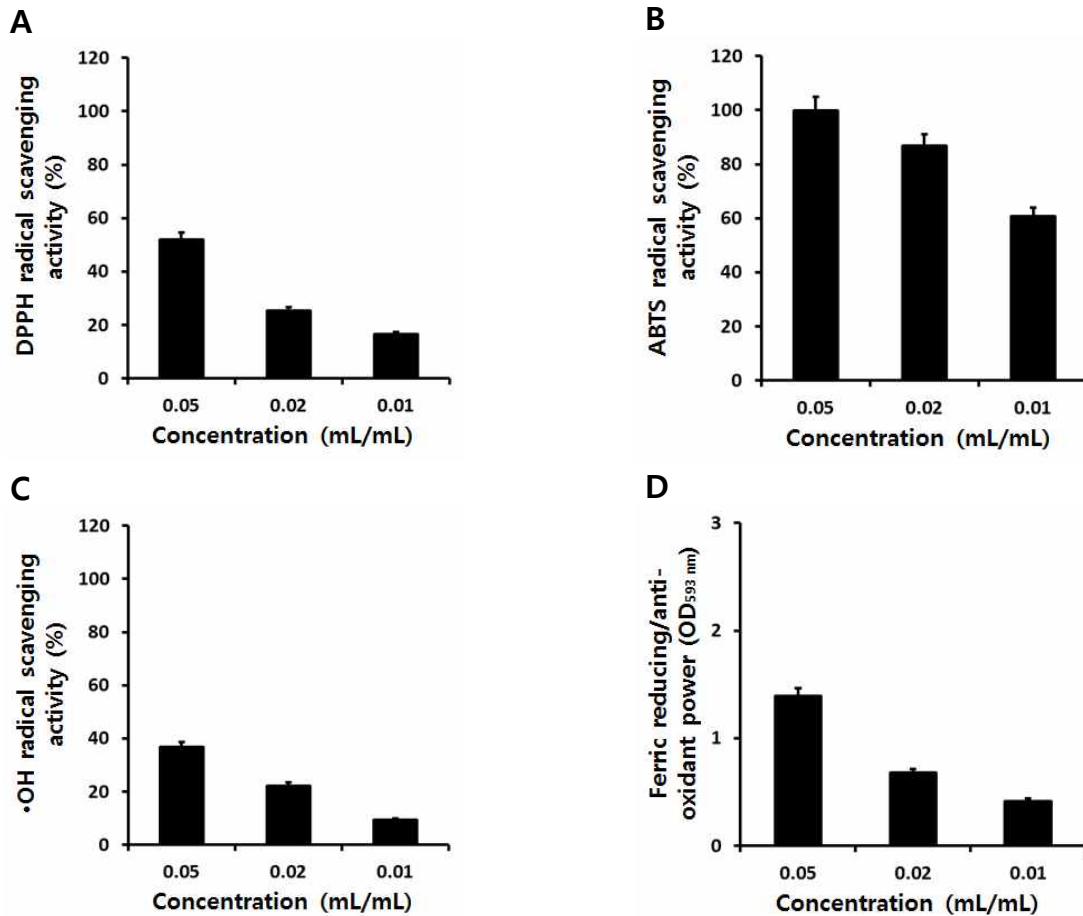 A
DPPH radical scavenging
activity (%)
120
100
80
60
40
20
0
0.05 0.02 0.01
Concentration (mL/mL)
B
ABTS radical scavenging
activity (%)
120
100
80
60
40
20
0
0.05 0.02 0.01
Concentration (mL/mL)
C
•OH radical scavenging
activity (%)
120
100
80
60
40
20
0
0.05 0.02 0.01
Concentration (mL/mL)
D
Ferric reducing/anti-
oxidant power (OD593 nm)
3
2
1
0
0.05 0.02 0.01
Concentration (mL/mL)